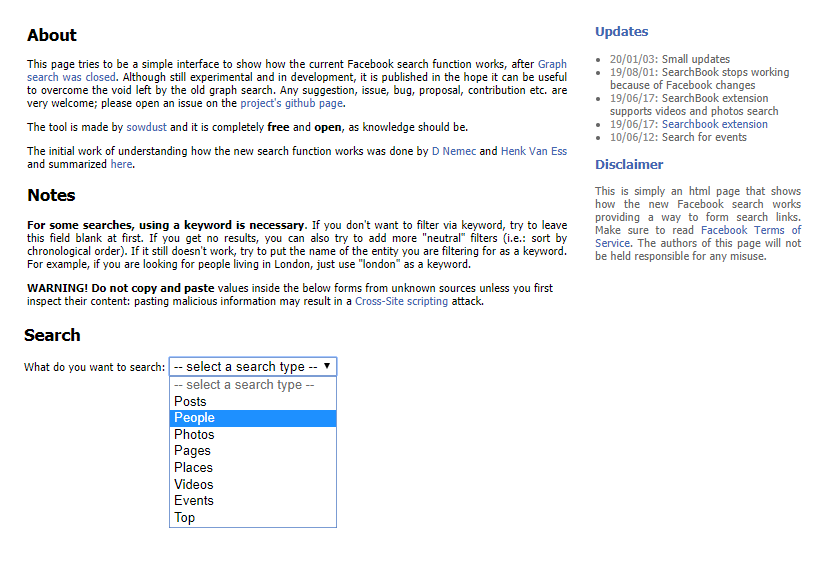 About
This page tries to be a simple interface to show how the current Facebook search function works, after Graph
search was closed. Although still experimental and in development, it is published in the hope it can be useful
to overcome the void left by the old graph search. Any suggestion, issue, bug, proposal, contribution etc. are
very welcome; please open an issue on the project's github page.
The tool is made by sowdust and it is completely free and open, as knowledge should be.
The initial work of understanding how the new search function works was done by D Nemec and Henk Van Ess
and summarized here.
Notes
For some searches, using a keyword is necessary. If you don't want to filter via keyword, try to leave
this field blank at first. If you get no results, you can also try to add more "neutral" filters (i.e.: sort by
chronological order). If it still doesn't work, try to put the name of the entity you are filtering for as a keyword.
For example, if you are looking for people living in London, just use "london" as a keyword.
WARNING! Do not copy and paste values inside the below forms from unknown sources unless you first
inspect their content: pasting malicious information may result in a Cross-Site scripting attack.
Search
What do you want to search: -- select a search type --
-- select a search type --
Posts
People
Photos
Pages
Places
Videos
Events
Top
Updates
20/01/03: Small updates
19/08/01: SearchBook stops working
because of Facebook changes
19/06/17: SearchBook extension
supports videos and photos search
19/06/17: Searchbook extension
10/06/12: Search for events
Disclaimer
This is simply an html page that shows
how the new Facebook search works
providing a way to form search links.
Make sure to read Facebook Terms of
Service. The authors of this page will not
be held responsible for any misuse.